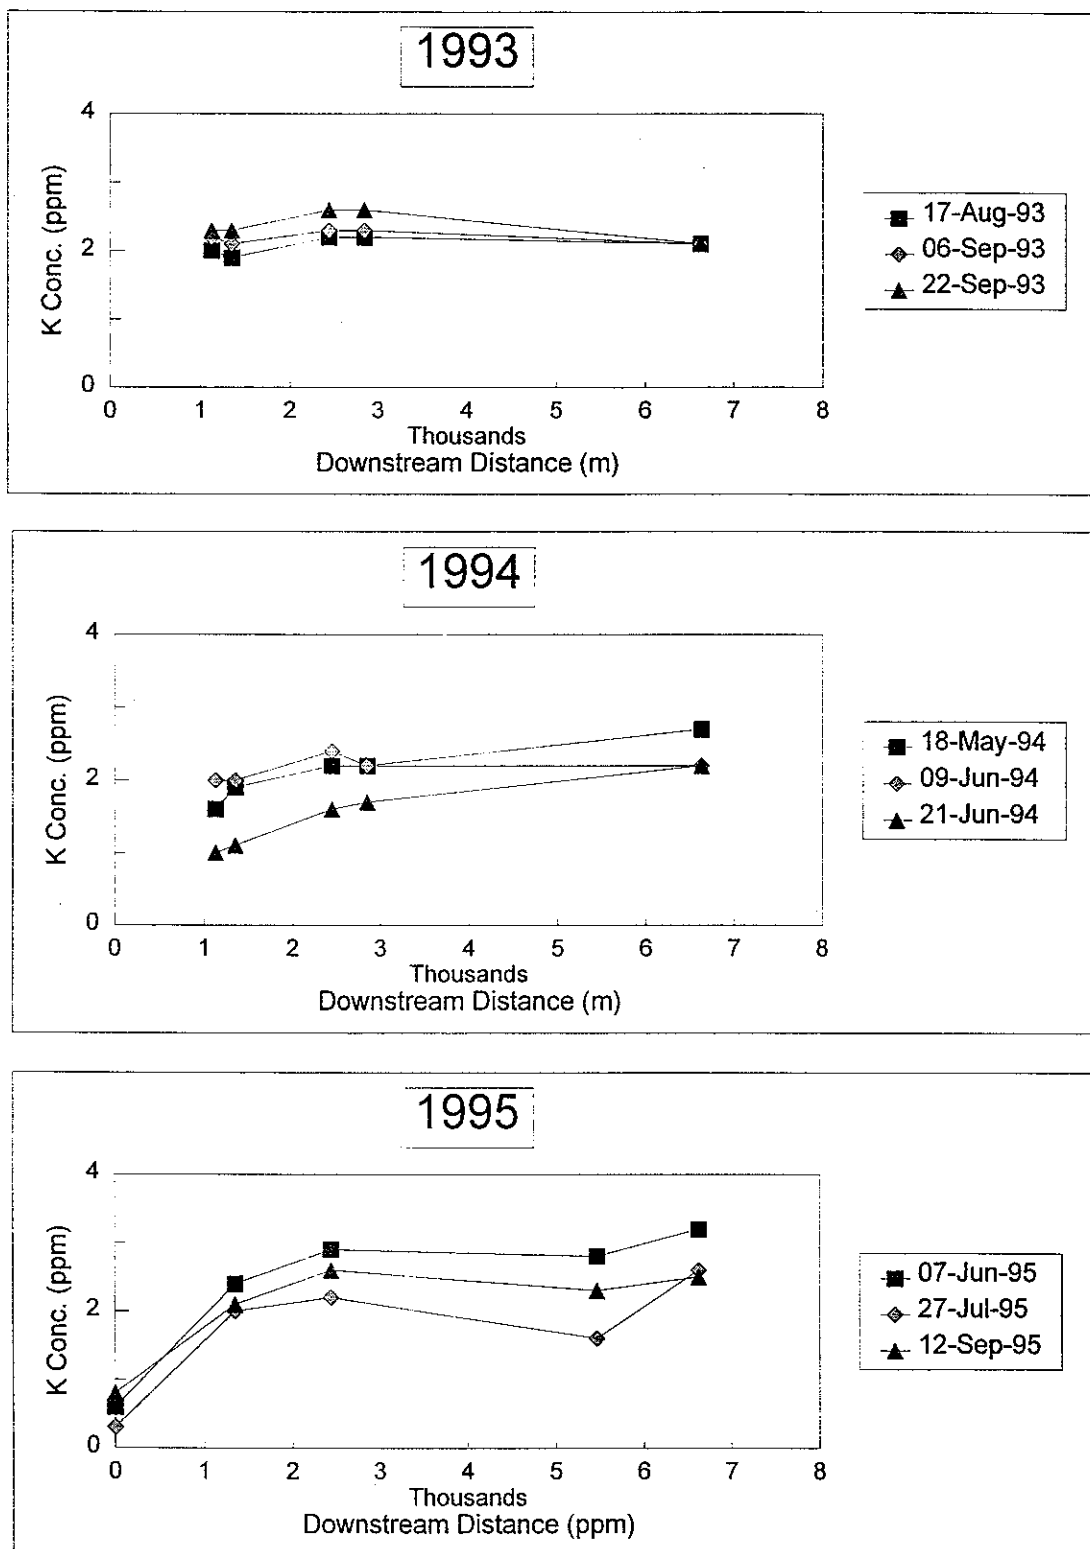 1993
4
2
0
K Conc. (ppm)
0 1 2 3 4 5 6 7 8
Thousands
Downstream Distance (m)
17-Aug-93
06-Sep-93
22-Sep-93
1994
4
2
0
K Conc. (ppm)
0 1 2 3 4 5 6 7 8
Thousands
Downstream Distance (m)
18-May-94
09-Jun-94
21-Jun-94
1995
4
2
0
K Conc. (ppm)
0 1 2 3 4 5 6 7 8
Thousands
Downstream Distance (ppm)
07-Jun-95
27-Jul-95
12-Sep-95